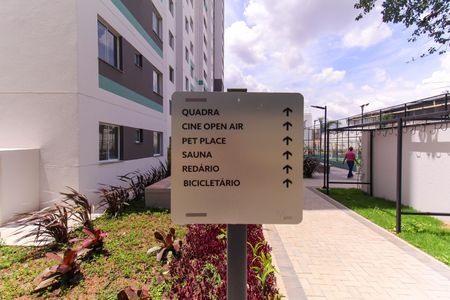 QUADRA ↑
CINE OPEN AIR ↑
PET PLACE ↑
SAUNA ↑
REDÁRIO ↑
BICICLETÁRIO ↑